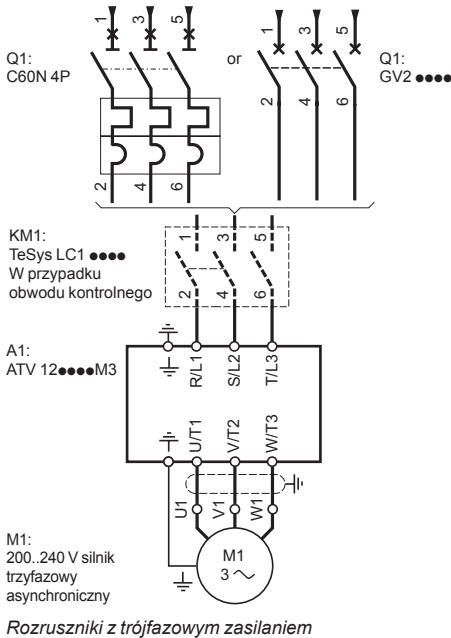 1 3 5
Q1:
C60N 4P
2 4 6
or
1 3 5
Q1:
GV2 ●●●●
2 4 6
KM1:
TeSys LC1 ●●●●
W przypadku
obwodu kontrolnego
1 3 5
2 4 6
A1:
ATV 12●●●●M3
R/L1 S/L2 T/L3
U/T1 V/T2 W/T3
U1 V1 W1
M1:
200..240 V silnik
trzyfazowy
asynchroniczny
M1
3 ~
Rozruszniki z trójfazowym zasilaniem